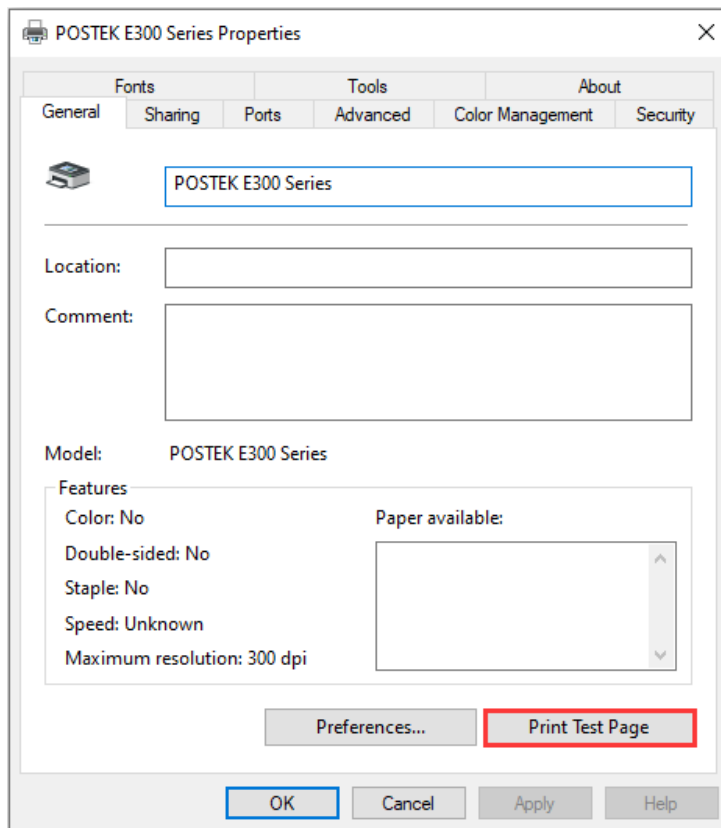 POSTEK E300 Series Properties
Fonts Tools About
General Sharing Ports Advanced Color Management Security
POSTEK E300 Series
Location:
Comment:
Model: POSTEK E300 Series
Features
Color: No Paper available:
Double-sided: No
Staple: No
Speed: Unknown
Maximum resolution: 300 dpi
Preferences... Print Test Page
OK Cancel Apply Help